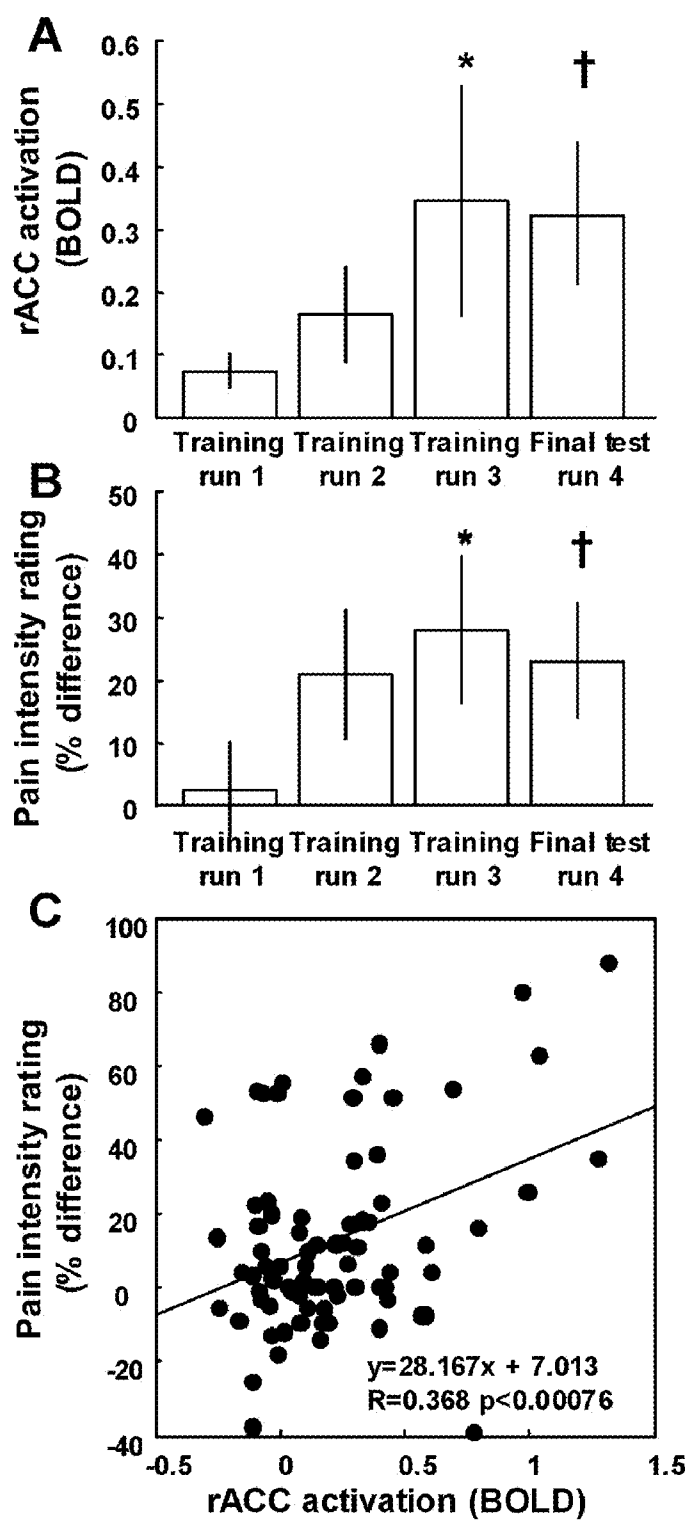 A
rACC activation
(BOLD)
0.6
0.5
0.4
0.3
0.2
0.1
0
*
†
Training Training Training Final test
run 1 run 2 run 3 run 4
B
Pain intensity rating
(% difference)
50
40
30
20
10
0
*
†
Training Training Training Final test
run 1 run 2 run 3 run 4
C
Pain intensity rating
(% difference)
100
80
60
40
20
0
-20
-40
y=28.167x + 7.013
R=0.368 p<0.00076
-0.5 0 0.5 1 1.5
rACC activation (BOLD)